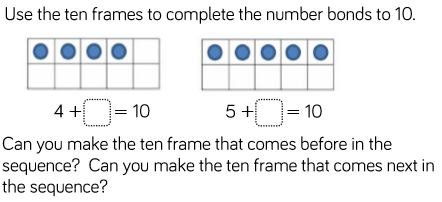 Use the ten frames to complete the number bonds to 10.
4 + = 10 5 + = 10
Can you make the ten frame that comes before in the
sequence? Can you make the ten frame that comes next in
the sequence?